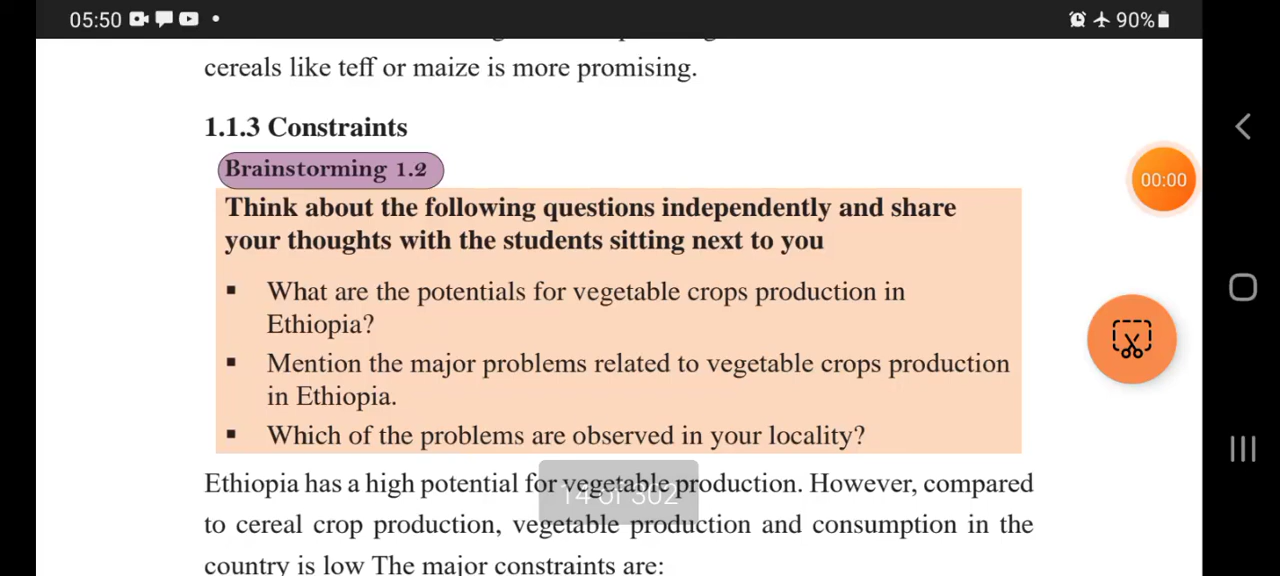 05:50
90%
cereals like teff or maize is more promising.
1.1.3 Constraints
Brainstorming 1.2
Think about the following questions independently and share
your thoughts with the students sitting next to you
▪ What are the potentials for vegetable crops production in
Ethiopia?
▪ Mention the major problems related to vegetable crops production
in Ethiopia.
▪ Which of the problems are observed in your locality?
Ethiopia has a high potential for vegetable production. However, compared
14 of 302
to cereal crop production, vegetable production and consumption in the
country is low The major constraints are:
00:00